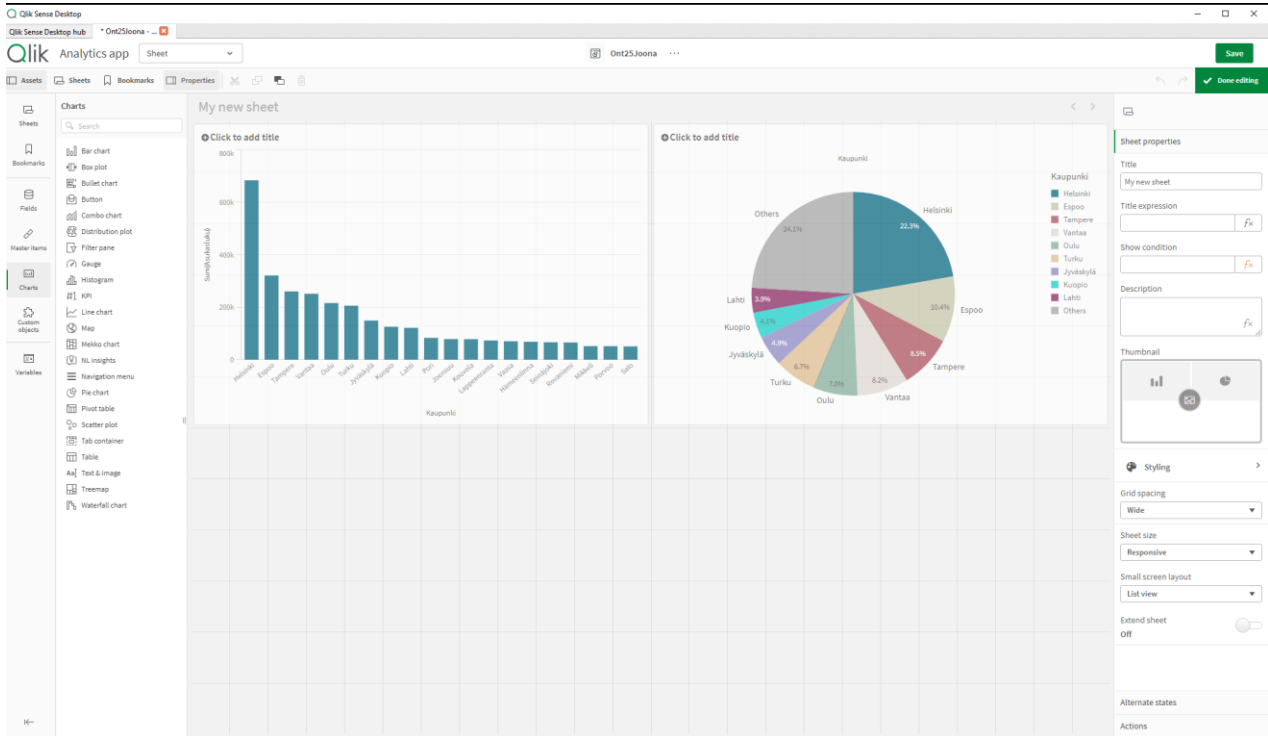 Qlik Sense Desktop
Qlik Sense Desktop hub
* Ont25Joona - ...
Qlik
Analytics app
Sheet
Ont25Joona ...
Save
Assets
Sheets
Bookmarks
Properties
Done editing
Sheets
Bookmarks
Fields
Master items
Charts
Custom
objects
Variables
Charts
Search
Bar chart
Box plot
Bullet chart
Button
Combo chart
Distribution plot
Filter pane
Gauge
Histogram
#1 KPI
Line chart
Map
Mekko chart
NL insights
Navigation menu
Pie chart
Pivot table
Scatter plot
Tab container
Table
Aa Text & image
Treemap
Waterfall chart
My new sheet
Click to add title
Sum(Asukasluku)
800k
600k
400k
200k
0
Helsinki
Espoo
Tampere
Vantaa
Oulu
Turku
Jyväskylä
Kuopio
Lahti
Pori
Joensuu
Kouvola
Lappeenranta
Vaasa
Hämeenlinna
Seinäjoki
Rovaniemi
Mikkeli
Porvoo
Salo
Kaupunki
Click to add title
Kaupunki
Others
24.1%
Helsinki
22.3%
10.4%
Espoo
8.5%
Tampere
8.2%
Vantaa
Oulu
6.7%
Turku
4.9%
Jyväskylä
4.1%
Kuopio
3.9%
Lahti
Kaupunki
Helsinki
Espoo
Tampere
Vantaa
Oulu
Turku
Jyväskylä
Kuopio
Lahti
Others
Sheet properties
Title
My new sheet
Title expression
fx
Show condition
fx
Description
fx
Thumbnail
Styling
Grid spacing
Wide
Sheet size
Responsive
Small screen layout
List view
Extend sheet
Off
Alternate states
Actions